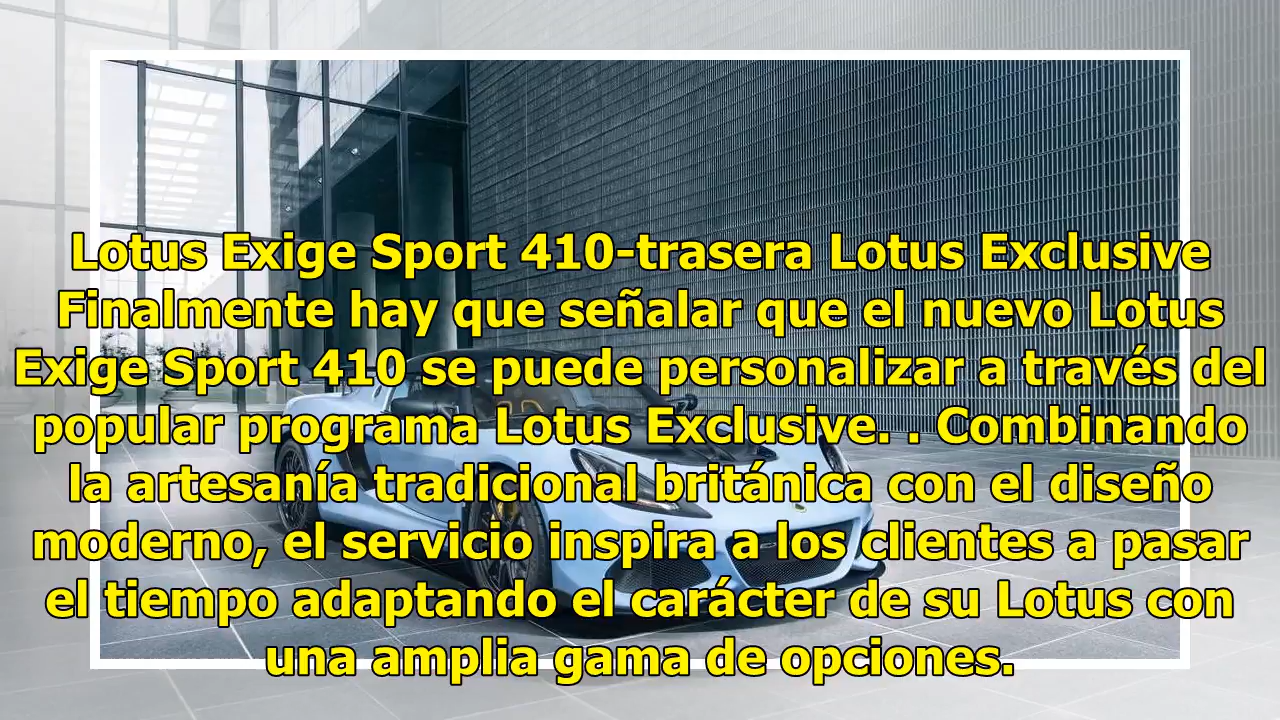 Lotus Exige Sport 410-trasera Lotus Exclusive
Finalmente hay que señalar que el nuevo Lotus
Exige Sport 410 se puede personalizar a través del
popular programa Lotus Exclusive. . Combinando
la artesanía tradicional británica con el diseño
moderno, el servicio inspira a los clientes a pasar
el tiempo adaptando el carácter de su Lotus con
una amplia gama de opciones.